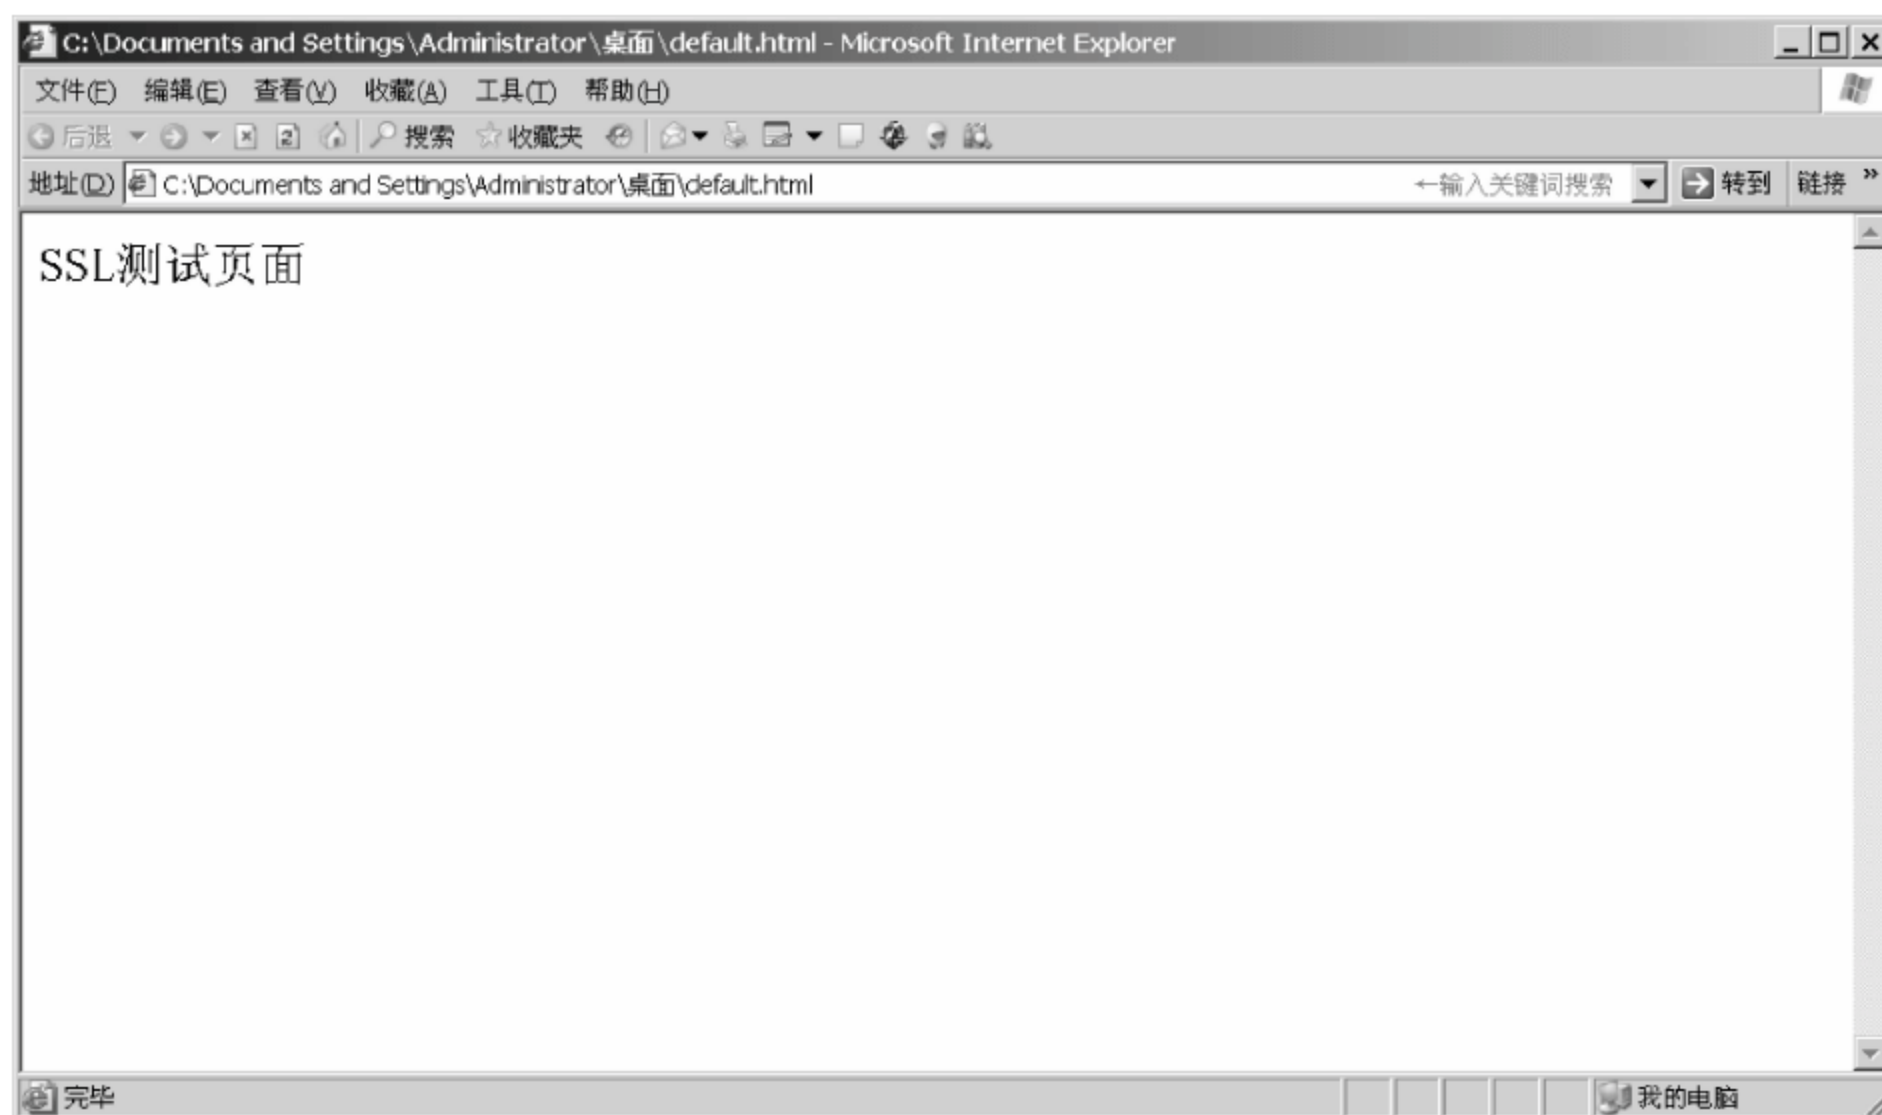 C:\Documents and Settings\Administrator\桌面\default.html - Microsoft Internet Explorer
文件(F) 编辑(E) 查看(V) 收藏(A) 工具(T) 帮助(H)
后退 搜索 收藏夹
地址(D) C:\Documents and Settings\Administrator\桌面\default.html ←输入关键词搜索 转到 链接 »
SSL测试页面
完毕 我的电脑